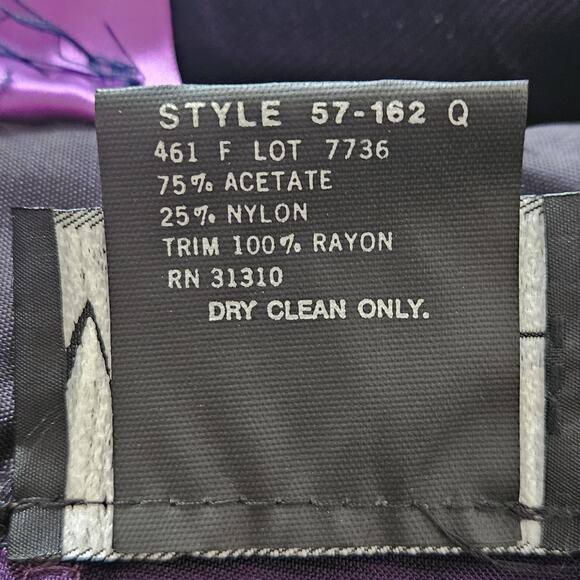 STYLE 57-162 Q
461 F LOT 7736
75% ACETATE
25% NYLON
TRIM 100% RAYON
RN 31310
DRY CLEAN ONLY.